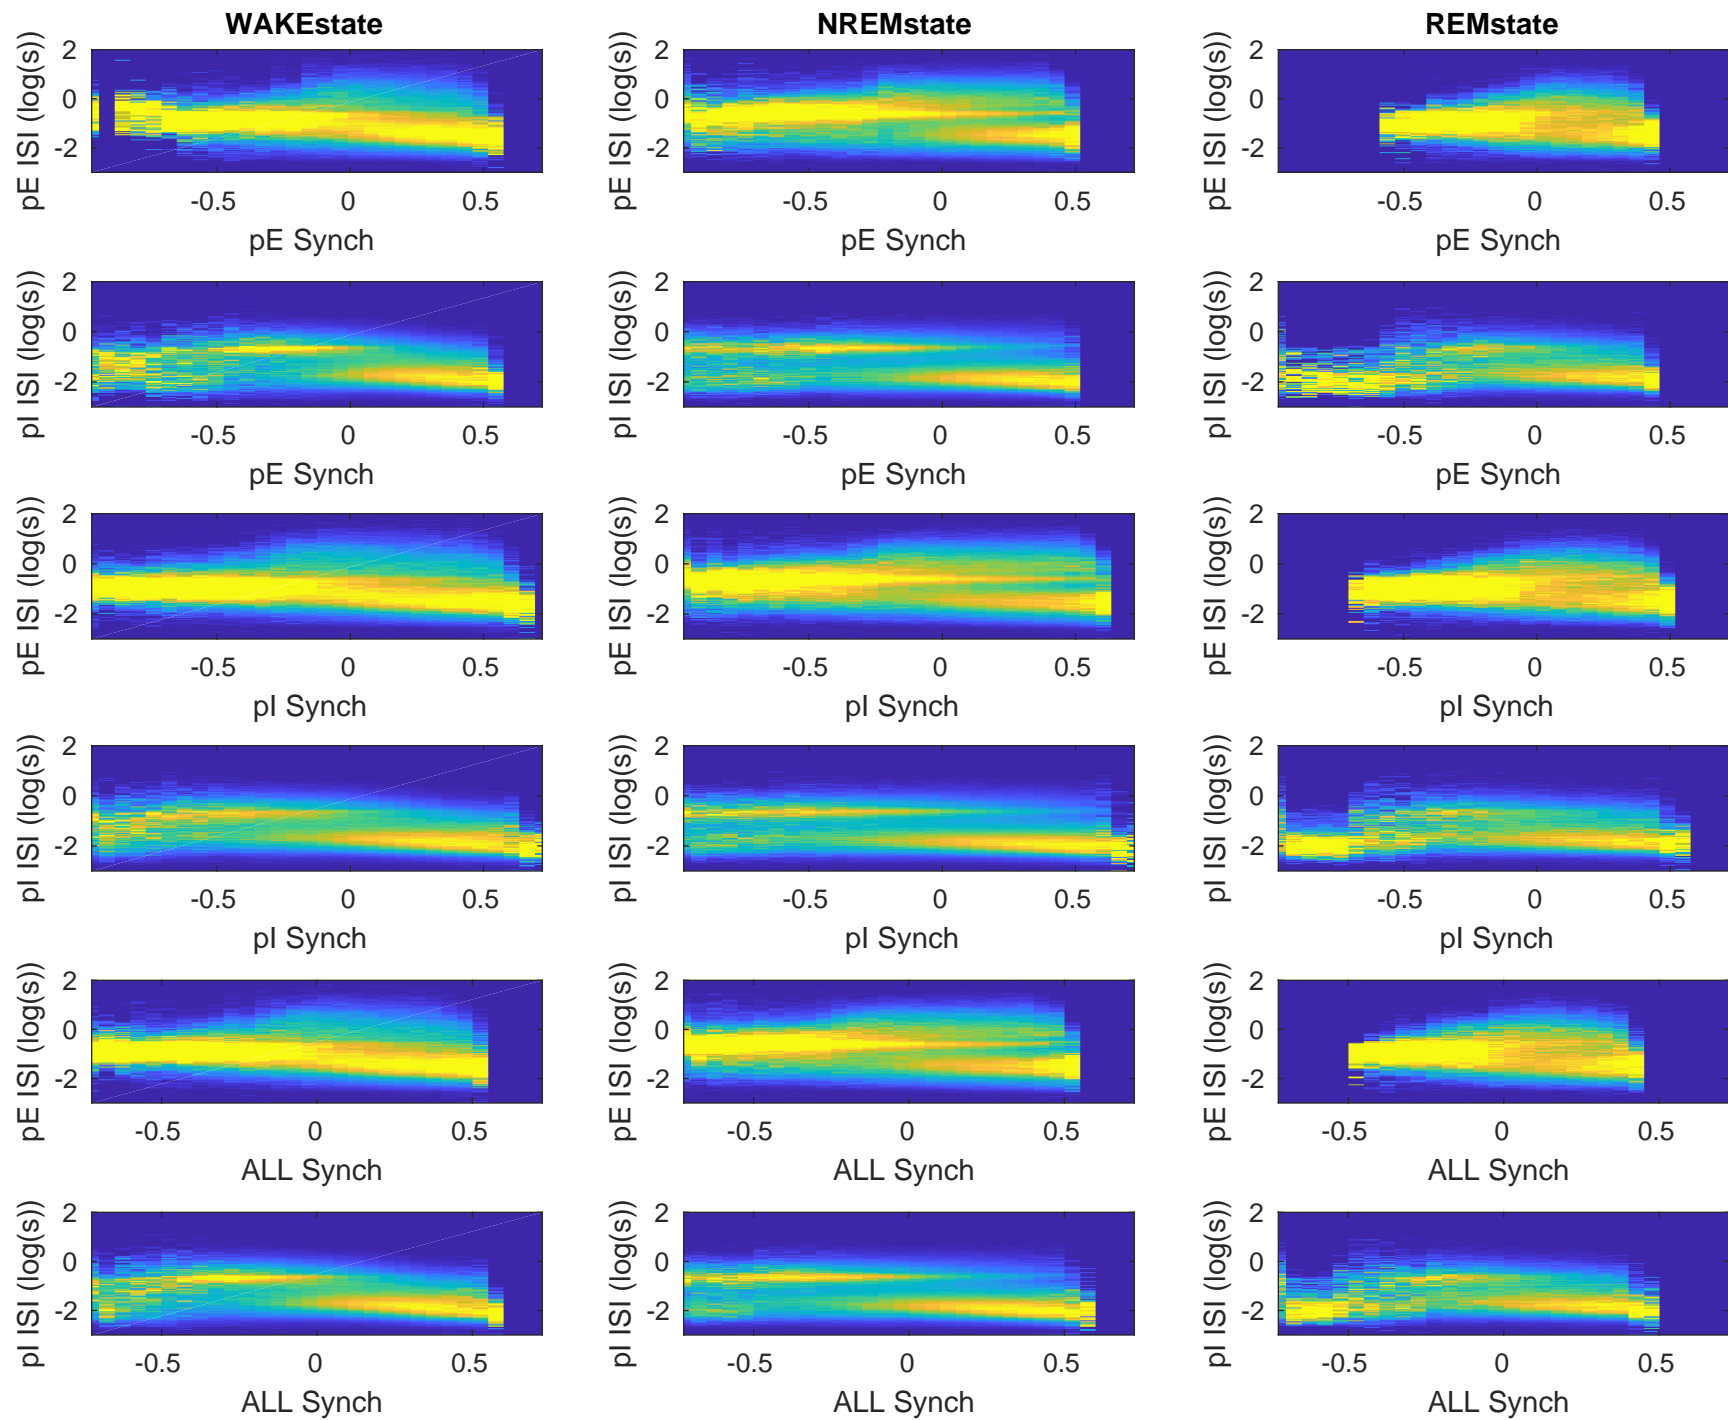 WAKEstate NREMstate REMstate
pE ISI (log(s)) 2 0 -2 pE ISI (log(s)) 2 0 -2 pE ISI (log(s)) 2 0 -2
-0.5 0 0.5 -0.5 0 0.5 -0.5 0 0.5
pE Synch pE Synch pE Synch
pI ISI (log(s)) 2 0 -2 pI ISI (log(s)) 2 0 -2 pI ISI (log(s)) 2 0 -2
-0.5 0 0.5 -0.5 0 0.5 -0.5 0 0.5
pE Synch pE Synch pE Synch
pE ISI (log(s)) 2 0 -2 pE ISI (log(s)) 2 0 -2 pE ISI (log(s)) 2 0 -2
-0.5 0 0.5 -0.5 0 0.5 -0.5 0 0.5
pI Synch pI Synch pI Synch
pI ISI (log(s)) 2 0 -2 pI ISI (log(s)) 2 0 -2 pI ISI (log(s)) 2 0 -2
-0.5 0 0.5 -0.5 0 0.5 -0.5 0 0.5
pI Synch pI Synch pI Synch
pE ISI (log(s)) 2 0 -2 pE ISI (log(s)) 2 0 -2 pE ISI (log(s)) 2 0 -2
-0.5 0 0.5 -0.5 0 0.5 -0.5 0 0.5
ALL Synch ALL Synch ALL Synch
pI ISI (log(s)) 2 0 -2 pI ISI (log(s)) 2 0 -2 pI ISI (log(s)) 2 0 -2
-0.5 0 0.5 -0.5 0 0.5 -0.5 0 0.5
ALL Synch ALL Synch ALL Synch